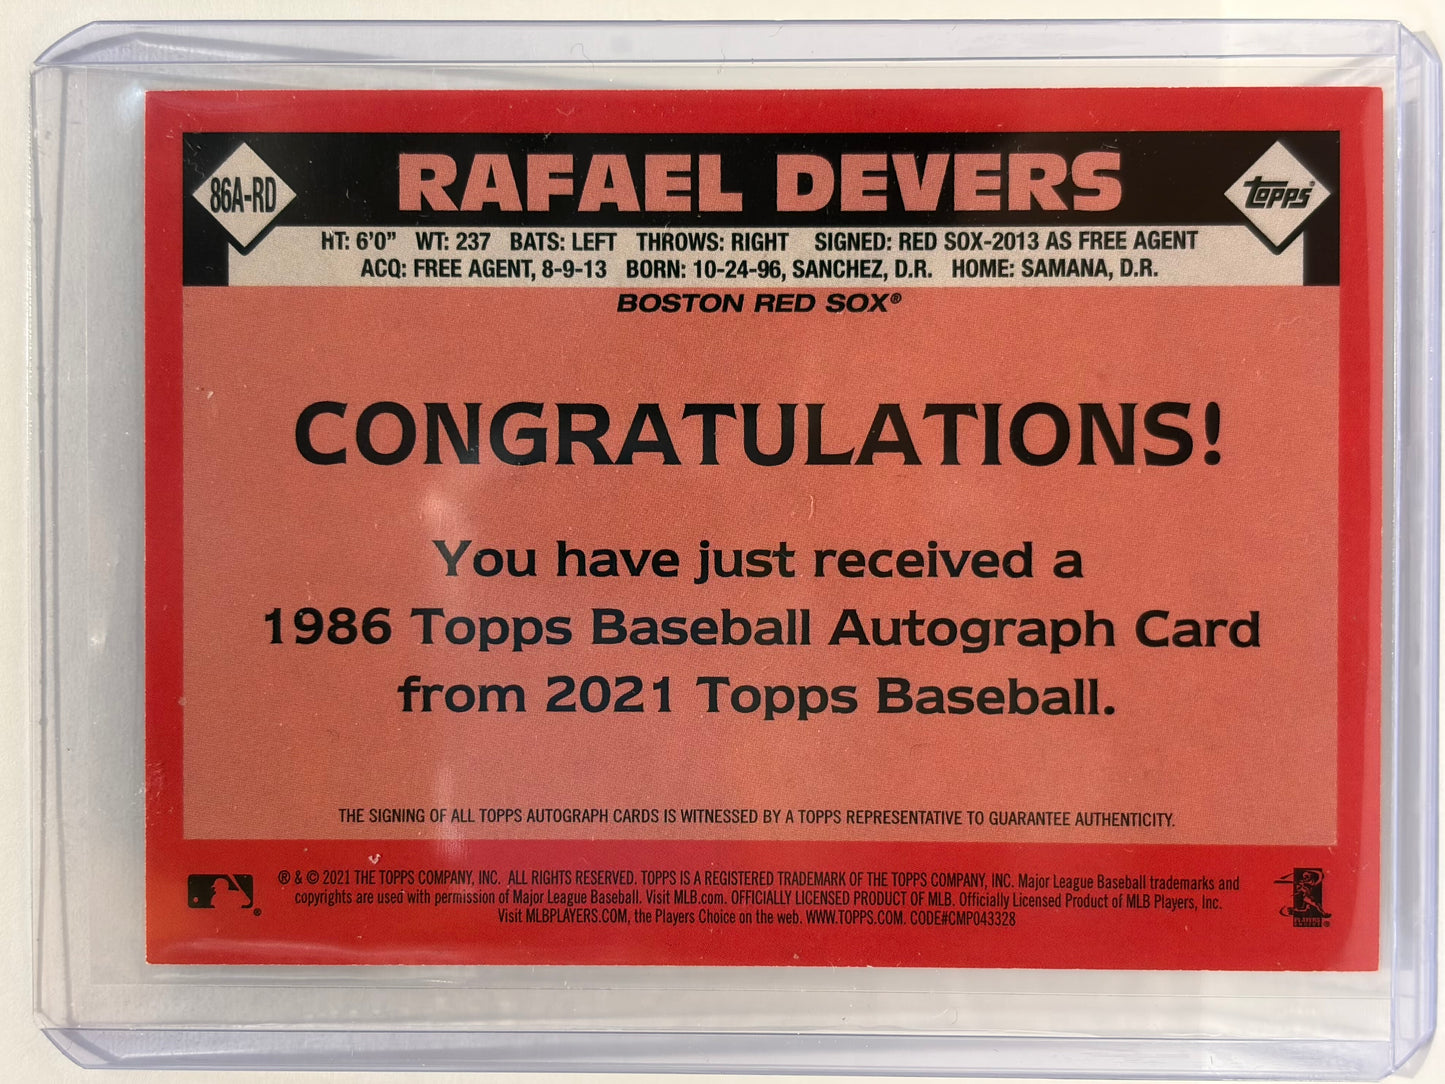 86A-RD
RAFAEL DEVERS
Topps®
HT: 6'0" WT: 237 BATS: LEFT THROWS: RIGHT SIGNED: RED SOX-2013 AS FREE AGENT
ACQ: FREE AGENT, 8-9-13 BORN: 10-24-96, SANCHEZ, D.R. HOME: SAMANA, D.R.
BOSTON RED SOX®
CONGRATULATIONS!
You have just received a
1986 Topps Baseball Autograph Card
from 2021 Topps Baseball.
THE SIGNING OF ALL TOPPS AUTOGRAPH CARDS IS WITNESSED BY A TOPPS REPRESENTATIVE TO GUARANTEE AUTHENTICITY.
® & © 2021 THE TOPPS COMPANY, INC. ALL RIGHTS RESERVED. TOPPS IS A REGISTERED TRADEMARK OF THE TOPPS COMPANY, INC. Major League Baseball trademarks and
copyrights are used with permission of Major League Baseball. Visit MLB.com. OFFICIALLY LICENSED PRODUCT OF MLB. Officially Licensed Product of MLB Players, Inc.
Visit MLBPLAYERS.COM, the Players Choice on the web. WWW.TOPPS.COM. CODE#CMP043328
PLAYERS